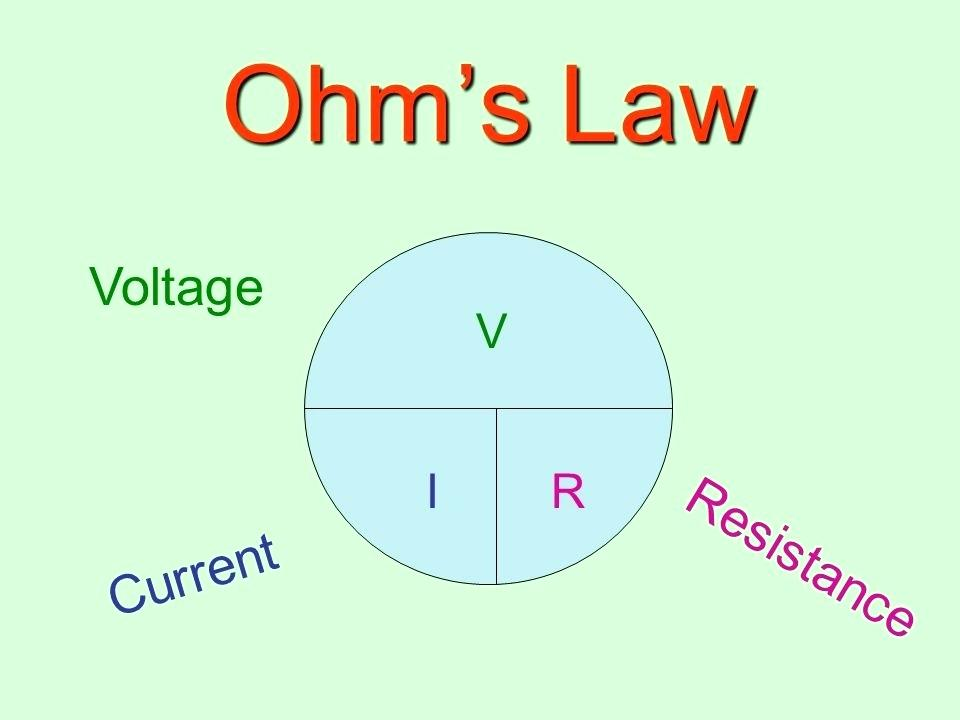 Ohm’s Law
Voltage
V
I R
Current
Resistance